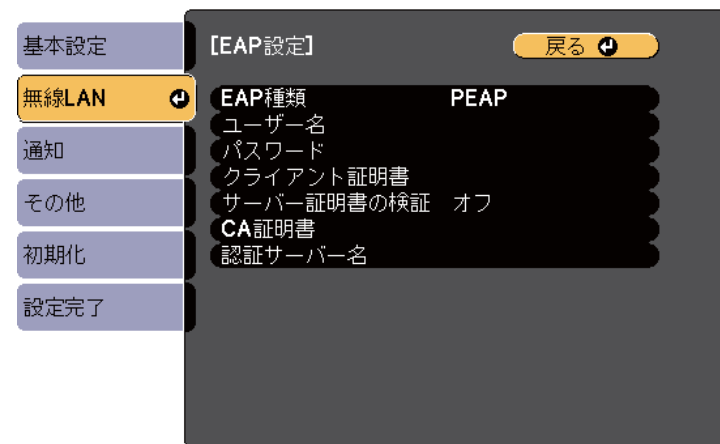 基本設定
無線LAN
通知
その他
初期化
設定完了
[EAP設定]
戻る
EAP種類 PEAP
ユーザー名
パスワード
クライアント証明書
サーバー証明書の検証 オフ
CA証明書
認証サーバー名